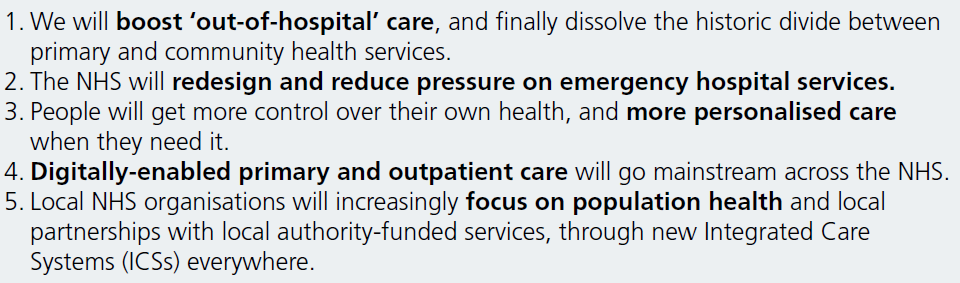 1. We will boost ‘out-of-hospital’ care, and finally dissolve the historic divide between
primary and community health services.
2. The NHS will redesign and reduce pressure on emergency hospital services.
3. People will get more control over their own health, and more personalised care
when they need it.
4. Digitally-enabled primary and outpatient care will go mainstream across the NHS.
5. Local NHS organisations will increasingly focus on population health and local
partnerships with local authority-funded services, through new Integrated Care
Systems (ICSs) everywhere.